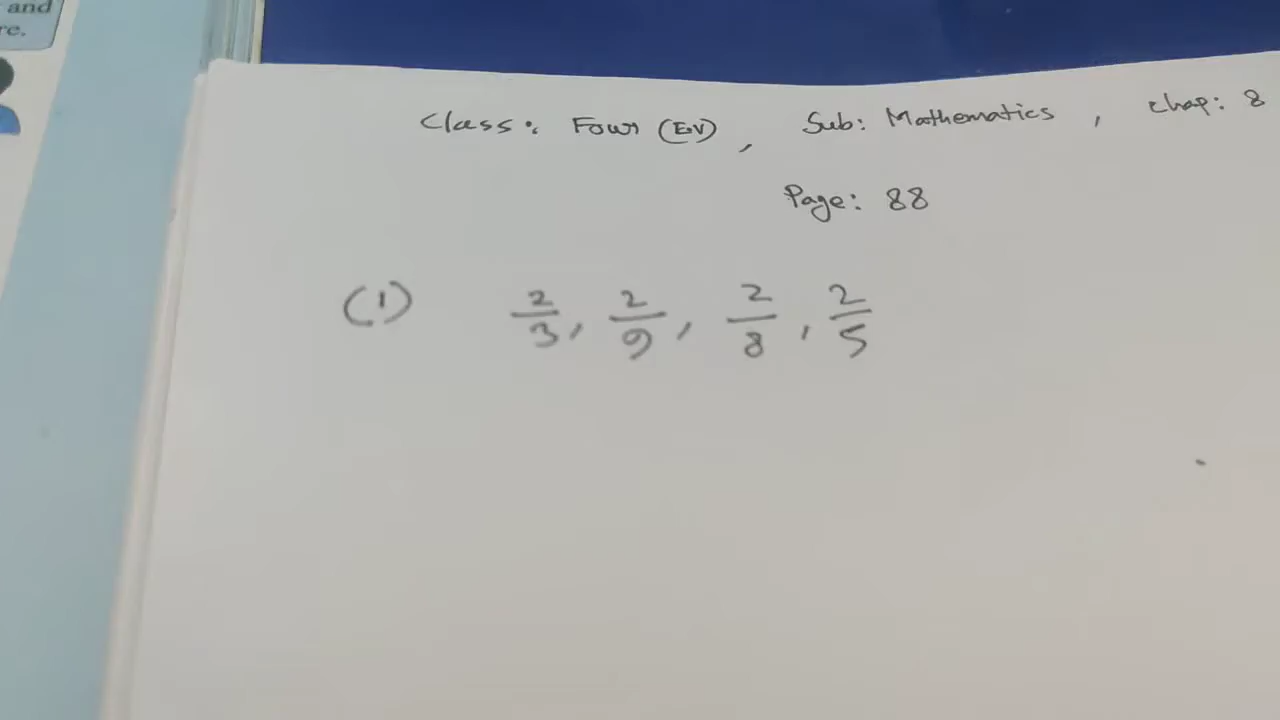 and
re.
Class: Four (EV), Sub: Mathematics, Chap: 8
Page: 88
(1) 2/3, 2/9, 2/8, 2/5